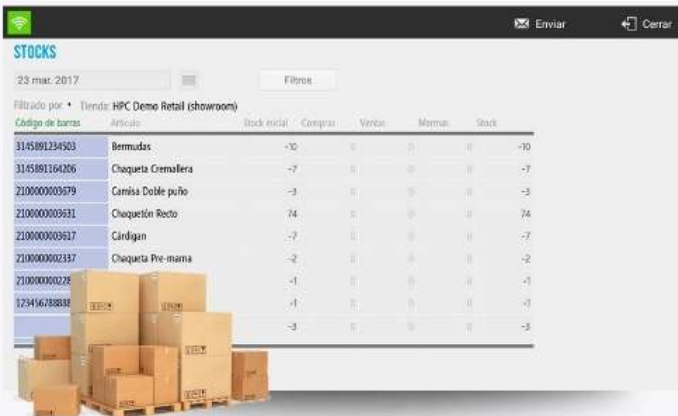 Enviar Cerrar
STOCKS
23 mar. 2017 Filtros
Filtrado por • Tienda: HPC Demo Retail (showroom)
Código de barras Artículo Stock inicial Compras Ventas Mermas Stock
3145891234503 Bermudas -10 0 0 0 -10
3145891164206 Chaqueta Cremallera -7 0 0 0 -7
2100000003679 Camisa Doble puño -3 0 0 0 -3
2100000003631 Chaquetón Recto 74 0 0 0 74
2100000003617 Cárdigan -7 0 0 0 -7
2100000002337 Chaqueta Pre-mama -2 0 0 0 -2
-1 0 0 0 -1
-1 0 0 0 -1
-3 0 0 0 -3